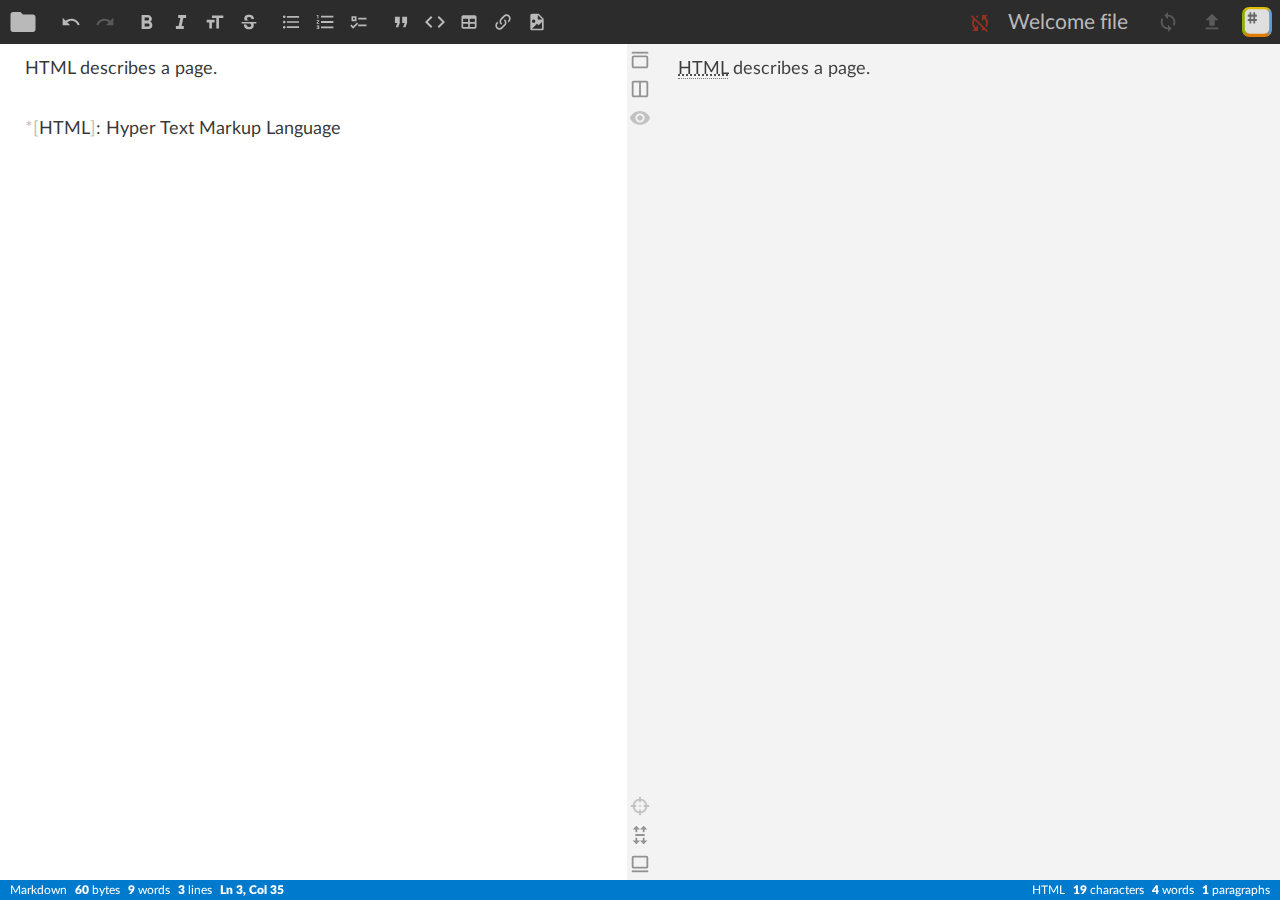 Welcome file
HTML describes a page.
*[HTML]: Hyper Text Markup Language
HTML describes a page.
Markdown 60 bytes 9 words 3 lines Ln 3, Col 35
HTML 19 characters 4 words 1 paragraphs